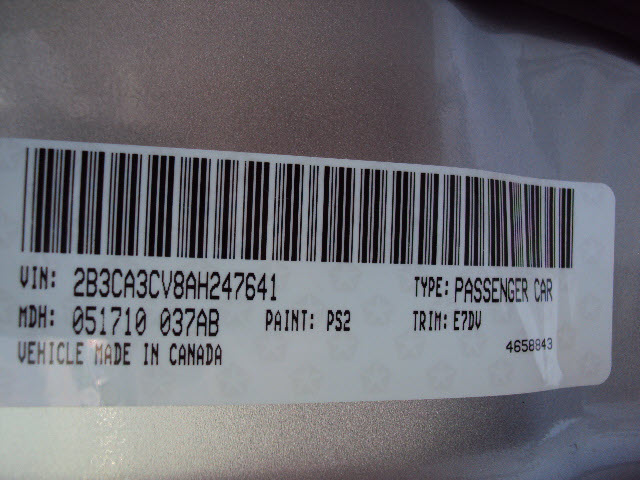 VIN: 2B3CA3CV8AH247641 TYPE: PASSENGER CAR
MDH: 051710 037AB PAINT: PS2 TRIM: E7DV
VEHICLE MADE IN CANADA 4658843